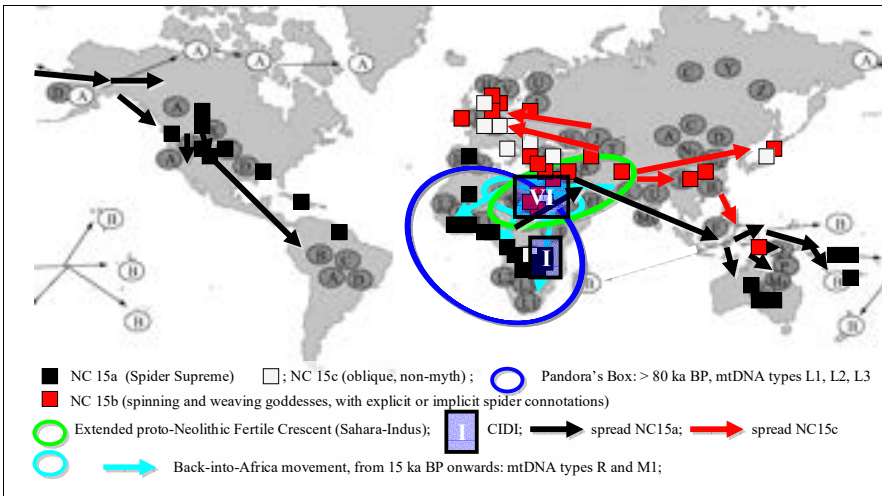 A
A
A
A
D
A
A
A
D
B
C
A
D
B
B
B
VI
I
C
Y
Z
A
C
D
B
B
B
B
NC 15a (Spider Supreme) ; NC 15c (oblique, non-myth) ; Pandora's Box: > 80 ka BP, mtDNA types L1, L2, L3
NC 15b (spinning and weaving goddesses, with explicit or implicit spider connotations)
Extended proto-Neolithic Fertile Crescent (Sahara-Indus); I CIDI; spread NC15a; spread NC15c
Back-into-Africa movement, from 15 ka BP onwards: mtDNA types R and M1;